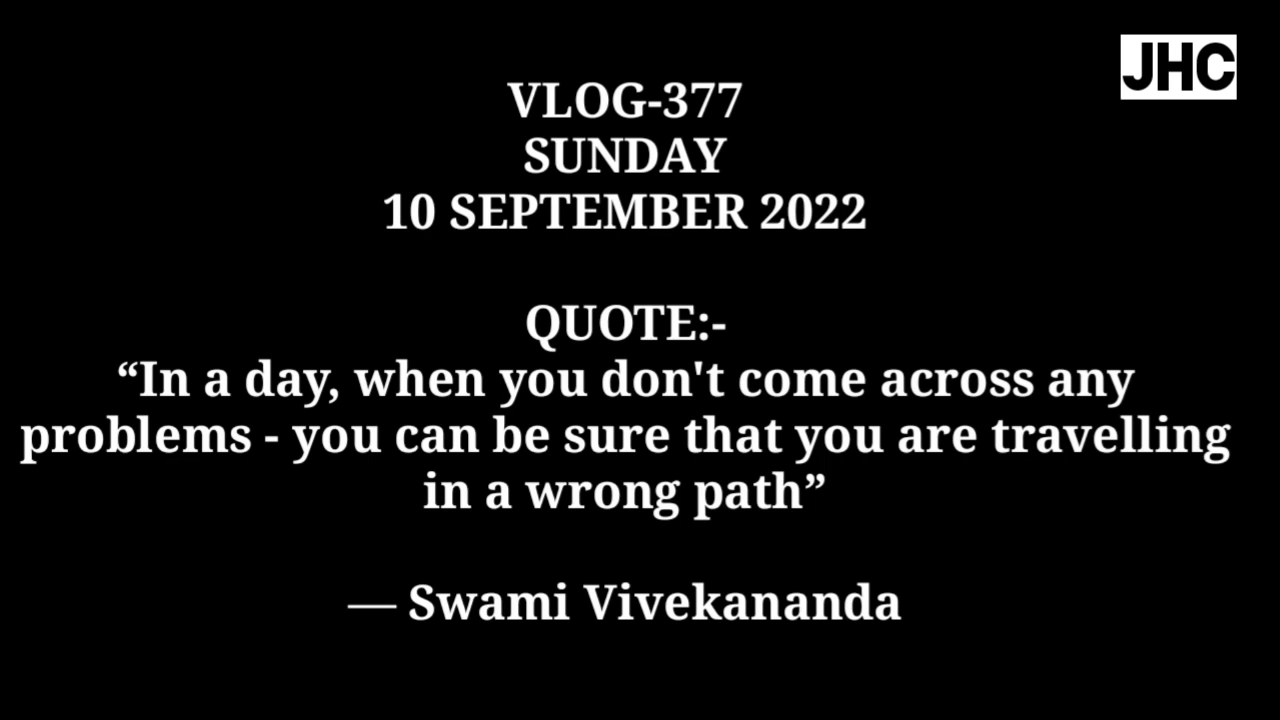 JHC
VLOG-377
SUNDAY
10 SEPTEMBER 2022
QUOTE:-
“In a day, when you don't come across any
problems - you can be sure that you are travelling
in a wrong path”
— Swami Vivekananda